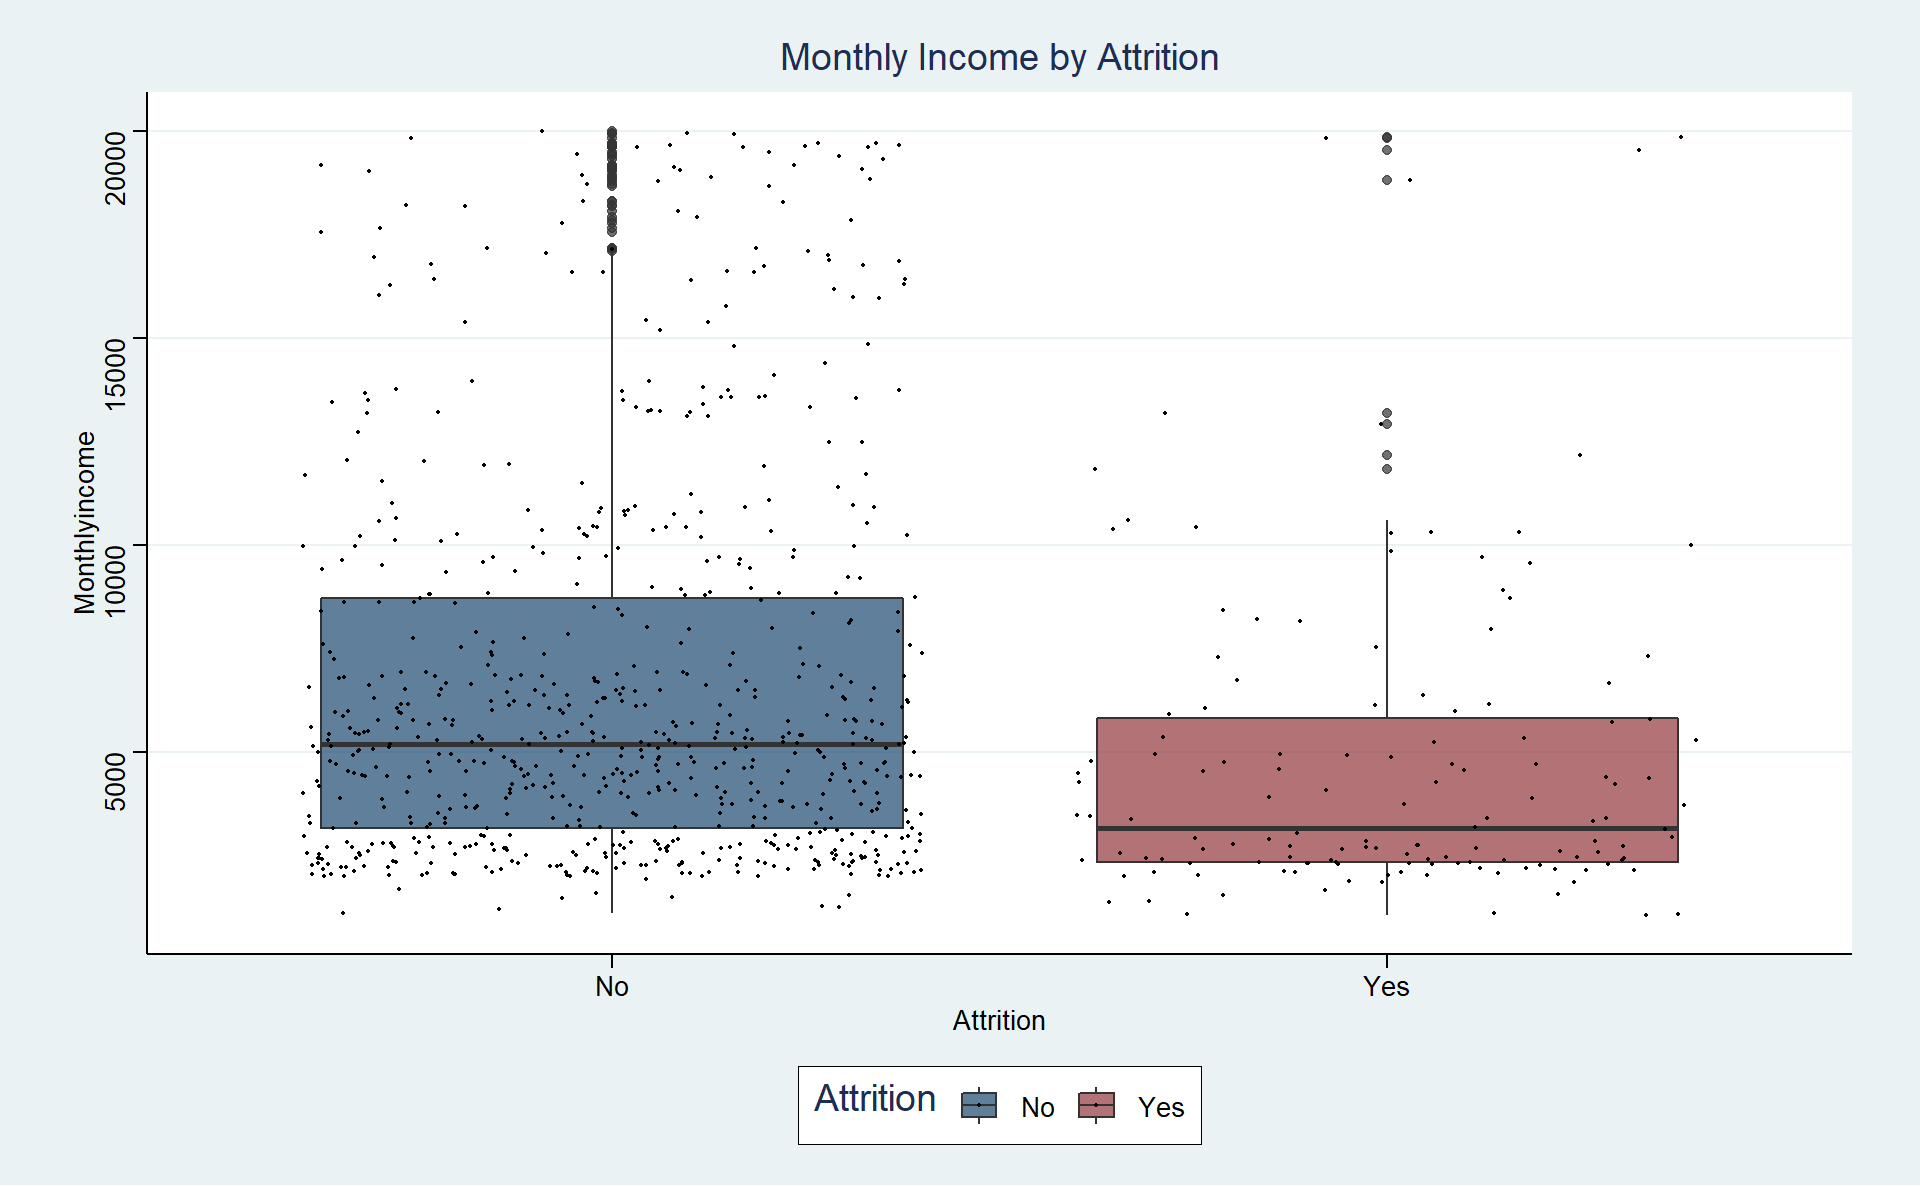 Monthly Income by Attrition
Monthlyincome
20000
15000
10000
5000
No
Yes
Attrition
Attrition
No
Yes